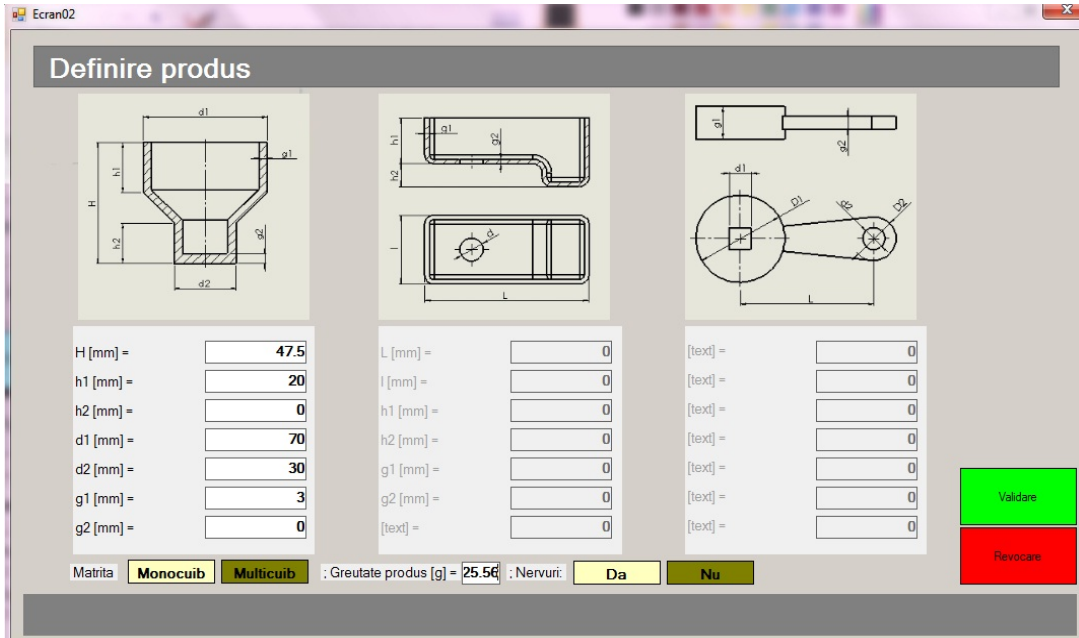 Ecran02
Definire produs
d1
g1
h1
H
h2
g2
d2
h1
g1
g2
h2
l
d
L
g1
g2
d1
D1
d2
D2
L
H [mm] = 47.5
h1 [mm] = 20
h2 [mm] = 0
d1 [mm] = 70
d2 [mm] = 30
g1 [mm] = 3
g2 [mm] = 0
L [mm] = 0
l [mm] = 0
h1 [mm] = 0
h2 [mm] = 0
g1 [mm] = 0
g2 [mm] = 0
[text] = 0
[text] = 0
[text] = 0
[text] = 0
[text] = 0
[text] = 0
[text] = 0
[text] = 0
Validare
Revocare
Matrita Monocuib Multicuib ; Greutate produs [g] = 25.56 ; Nervuri: Da Nu